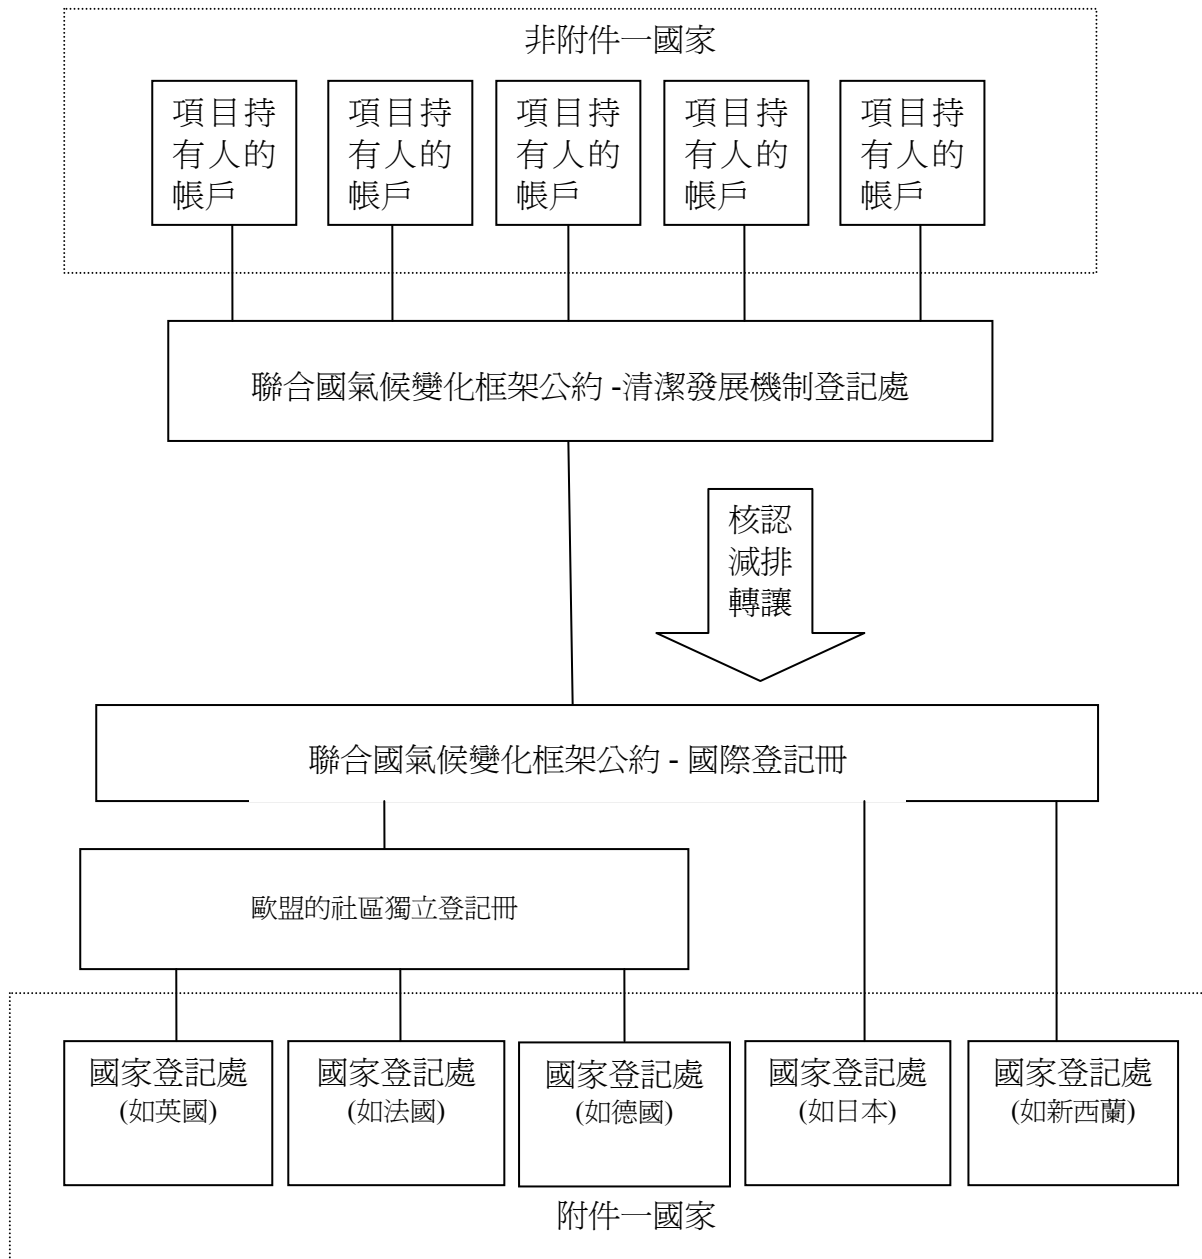 非附件一國家
項目持
有人的
帳戶
項目持
有人的
帳戶
項目持
有人的
帳戶
項目持
有人的
帳戶
項目持
有人的
帳戶
聯合國氣候變化框架公約 -清潔發展機制登記處
核認
減排
轉讓
聯合國氣候變化框架公約 - 國際登記冊
歐盟的社區獨立登記冊
國家登記處
(如英國)
國家登記處
(如法國)
國家登記處
(如德國)
國家登記處
(如日本)
國家登記處
(如新西蘭)
附件一國家